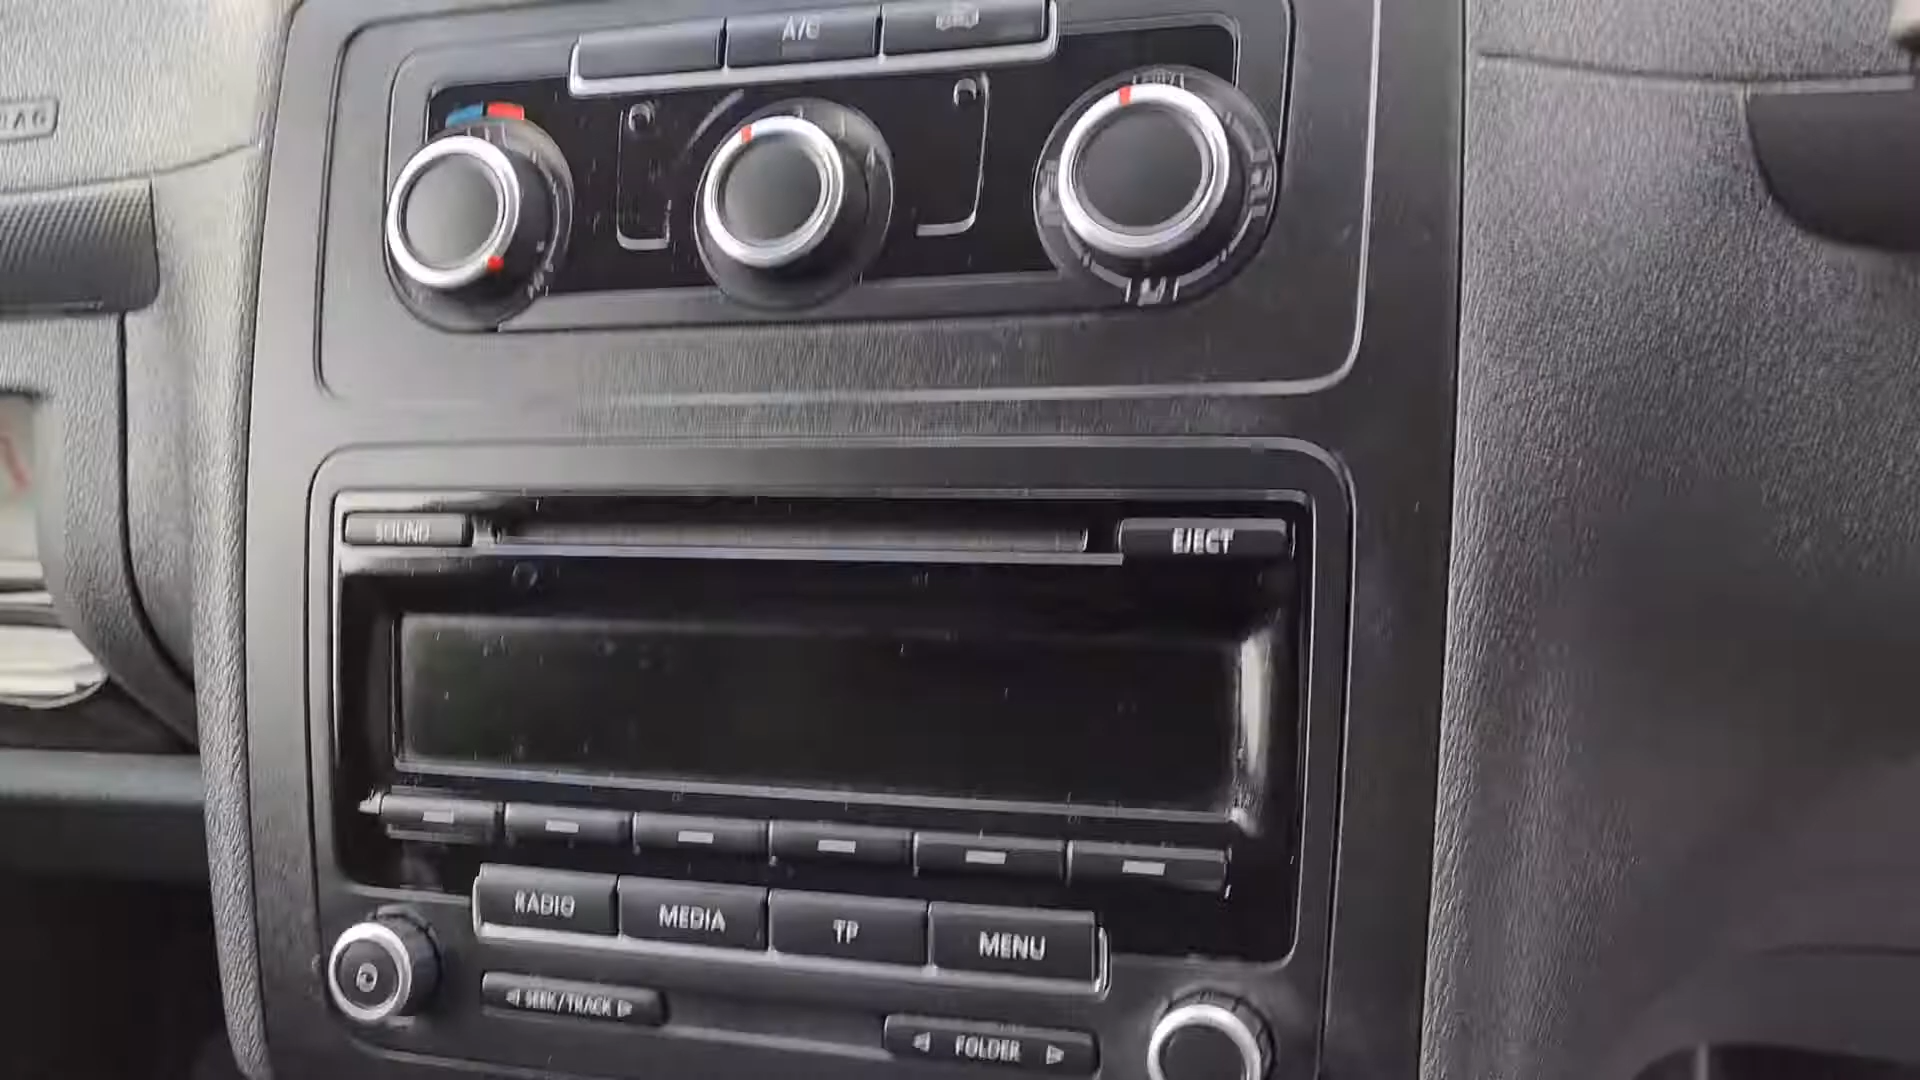 A/C
SOUND
EJECT
RADIO
MEDIA
TP
MENU
SEEK/TRACK
FOLDER